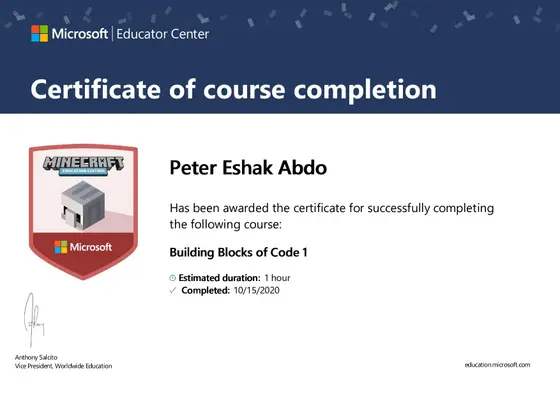 Microsoft | Educator Center
Certificate of course completion
MINECRAFT
EDUCATION EDITION
Microsoft
Peter Eshak Abdo
Has been awarded the certificate for successfully completing
the following course:
Building Blocks of Code 1
Estimated duration: 1 hour
Completed: 10/15/2020
Anthony Salcito
Vice President, Worldwide Education
education.microsoft.com